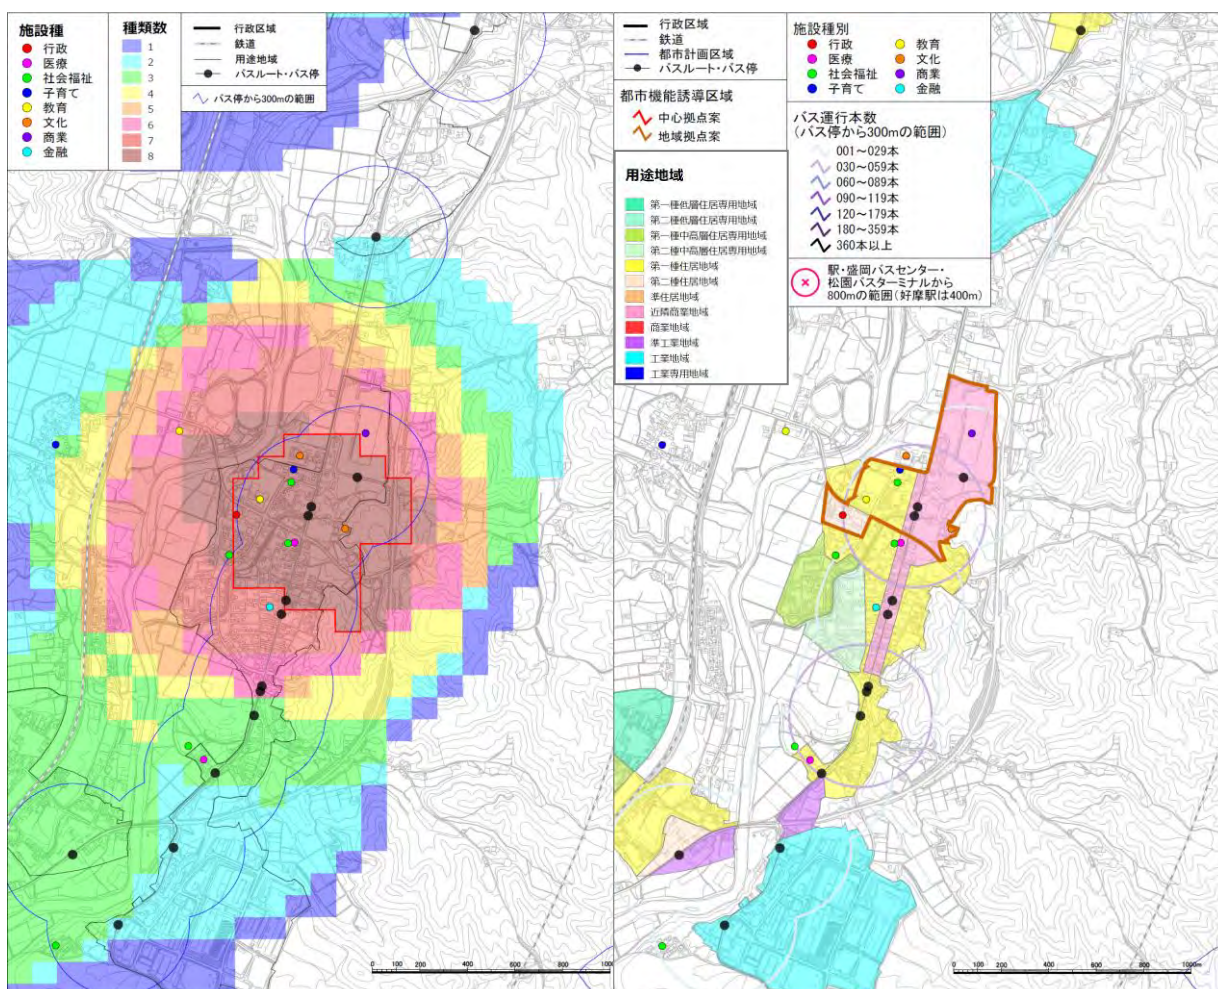 施設種
行政
医療
社会福祉
子育て
教育
文化
商業
金融
種類数
1
2
3
4
5
6
7
8
行政区域
鉄道
用途地域
バスルート・バス停
バス停から300mの範囲
0 200 400 600 800 1000
行政区域
鉄道
都市計画区域
バスルート・バス停
都市機能誘導区域
中心拠点案
地域拠点案
用途地域
第一種低層住居専用地域
第二種低層住居専用地域
第一種中高層住居専用地域
第二種中高層住居専用地域
第一種住居地域
第二種住居地域
準住居地域
近隣商業地域
商業地域
準工業地域
工業地域
工業専用地域
施設種別
行政 教育
医療 文化
社会福祉 商業
子育て 金融
バス運行本数
(バス停から300mの範囲)
001～029本
030～059本
060～089本
090～119本
120～179本
180～359本
360本以上
駅・盛岡バスセンター・
松園バスターミナルから
800mの範囲(好摩駅は400m)
0 200 400 600 800 1000m